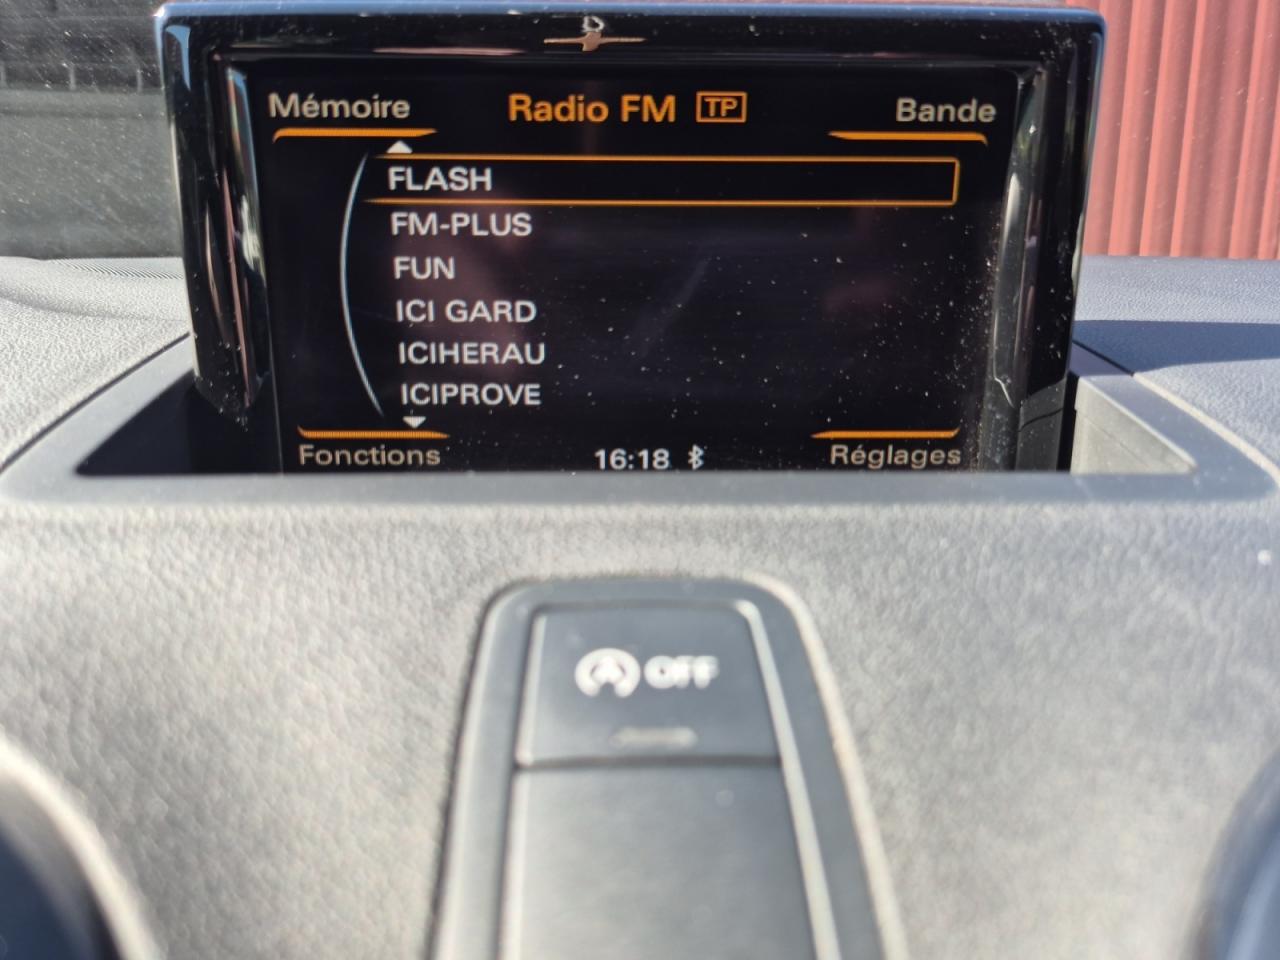 Mémoire Radio FM TP Bande
FLASH
FM-PLUS
FUN
ICI GARD
ICIHERAU
ICIPROVE
Fonctions 16:18 Réglages
A OFF